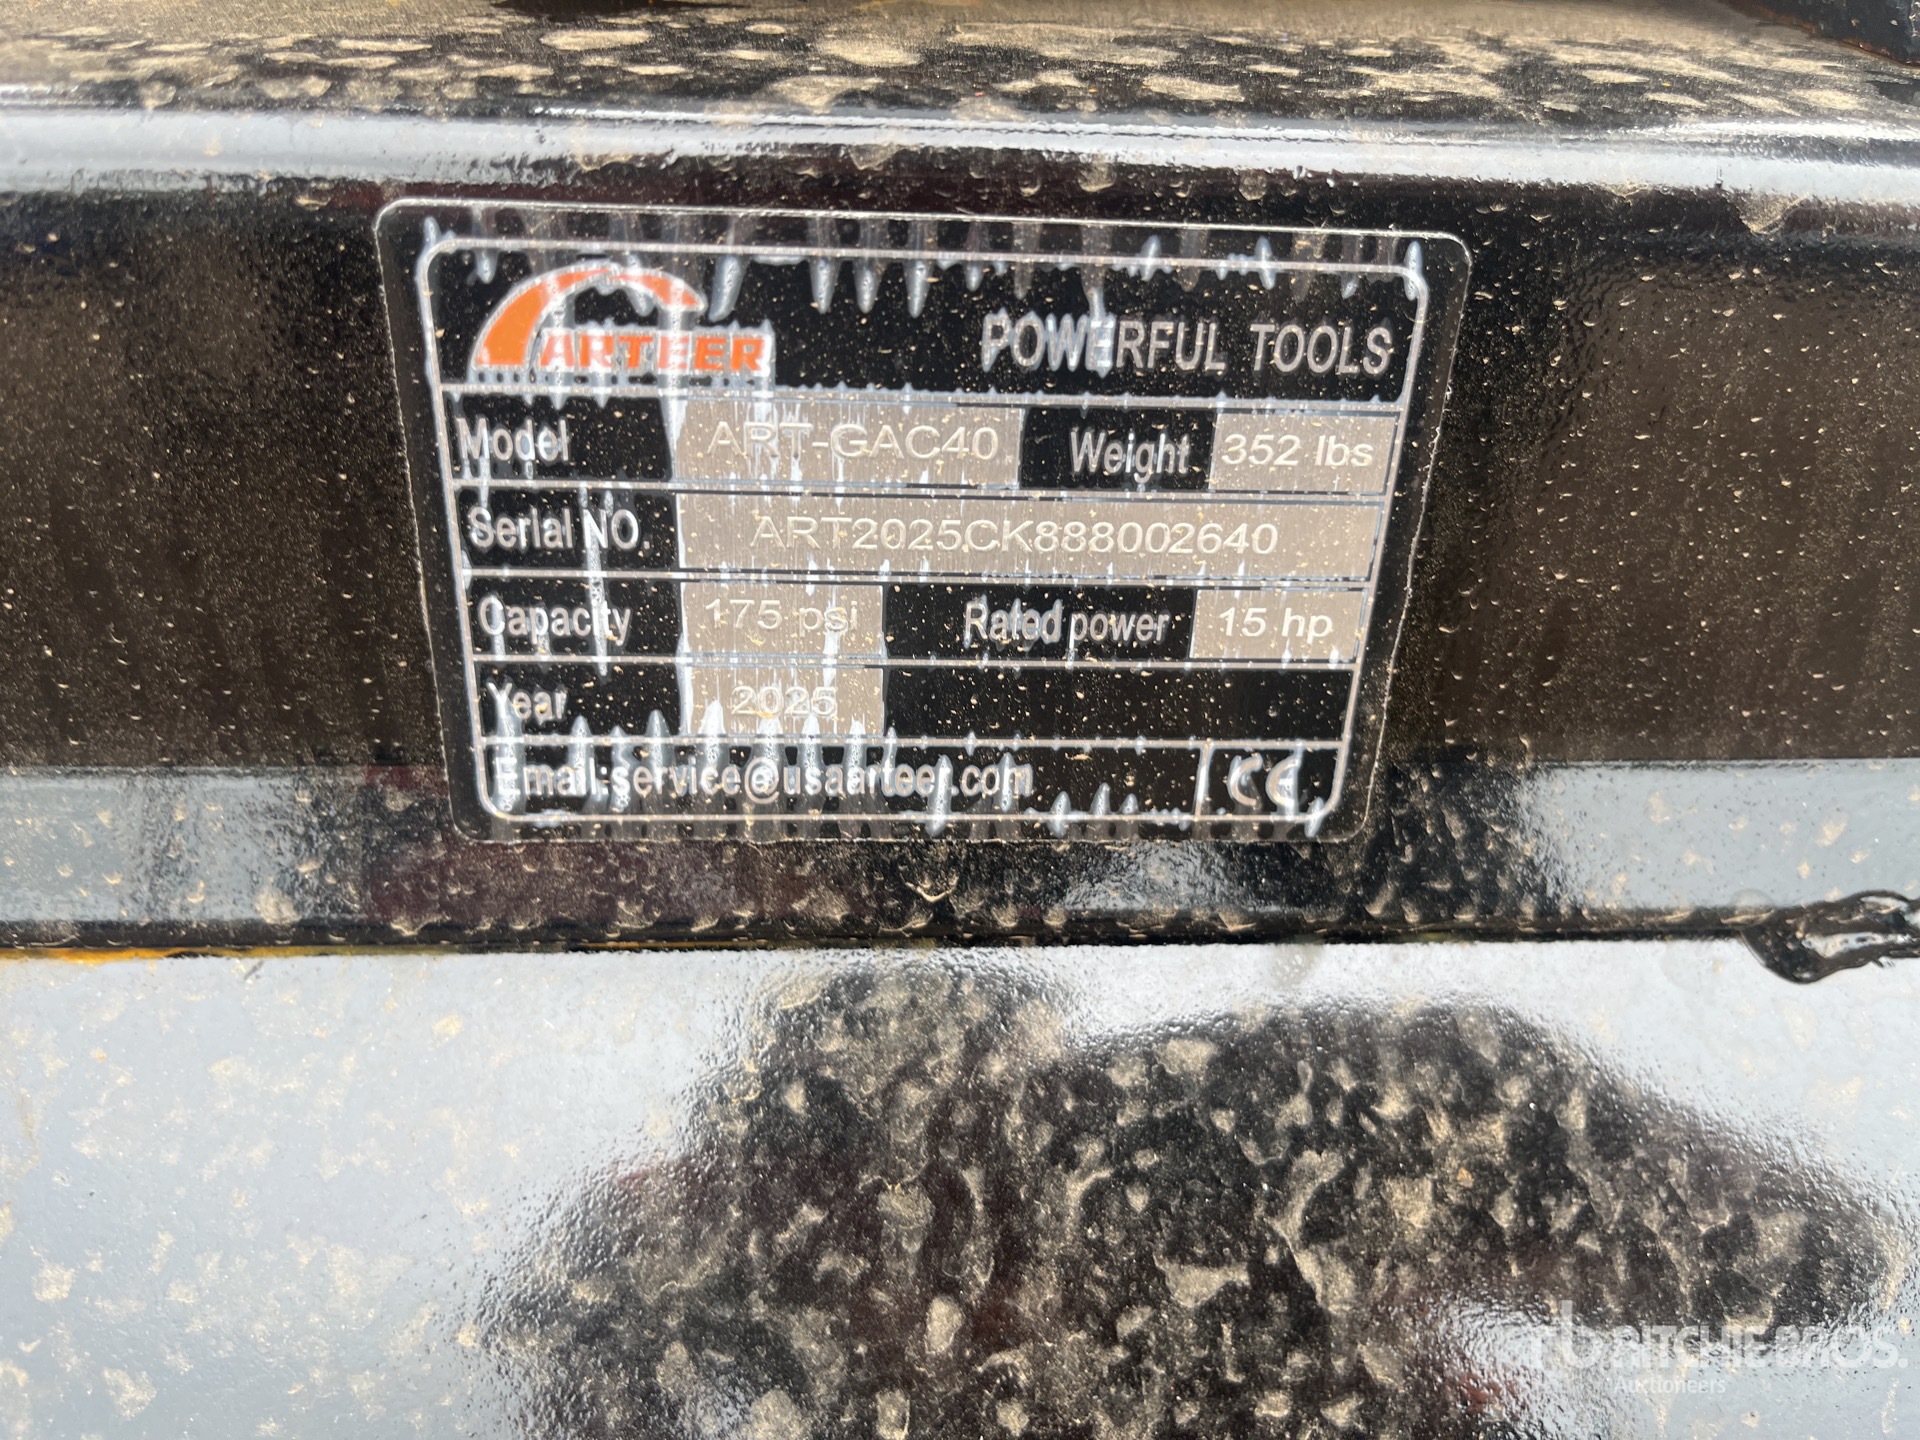 ARTEER POWERFUL TOOLS
Model ART-GAC40 Weight 352 lbs
Serial NO. ART2025CK888002640
Capacity 175 psi Rated power 15 hp
Year 2025
Email:service@usaarteer.com CE
rb RITCHIE BROS.
Auctioneers